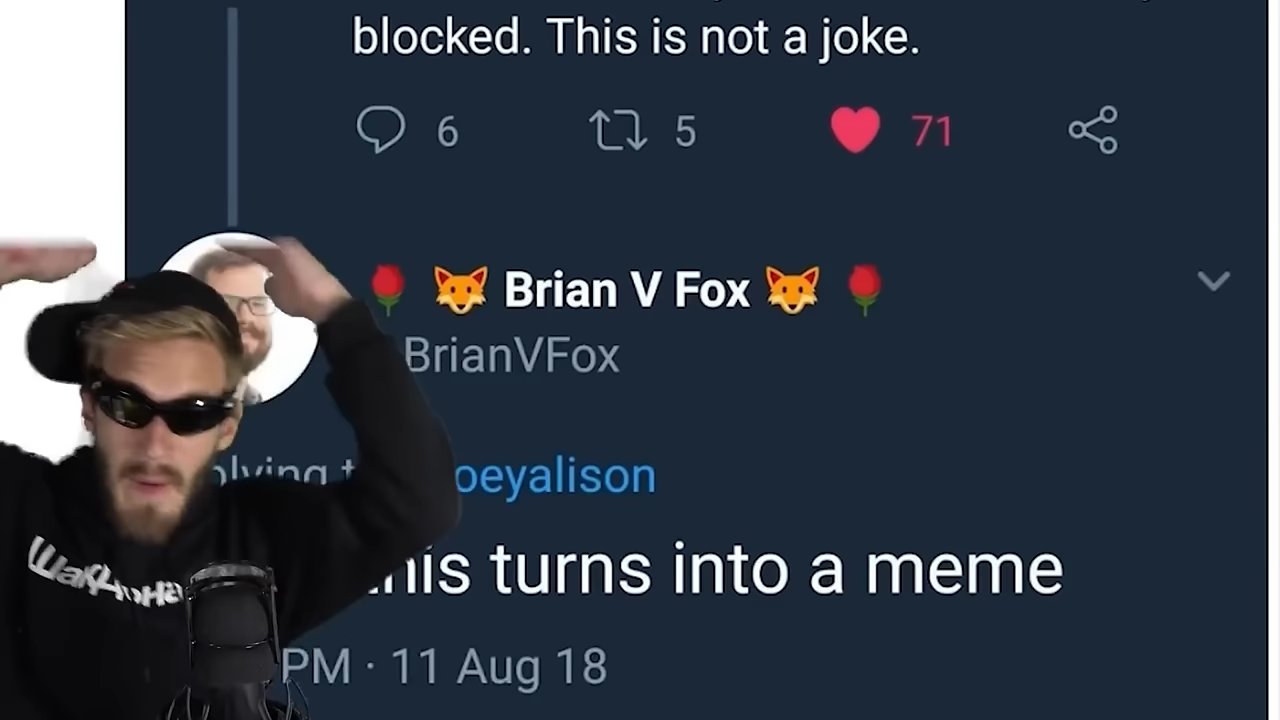 blocked. This is not a joke.
6 5 71
🌹 🦊 Brian V Fox 🦊 🌹
BrianVFox
oeyalison
turns into a meme
PM · 11 Aug 18